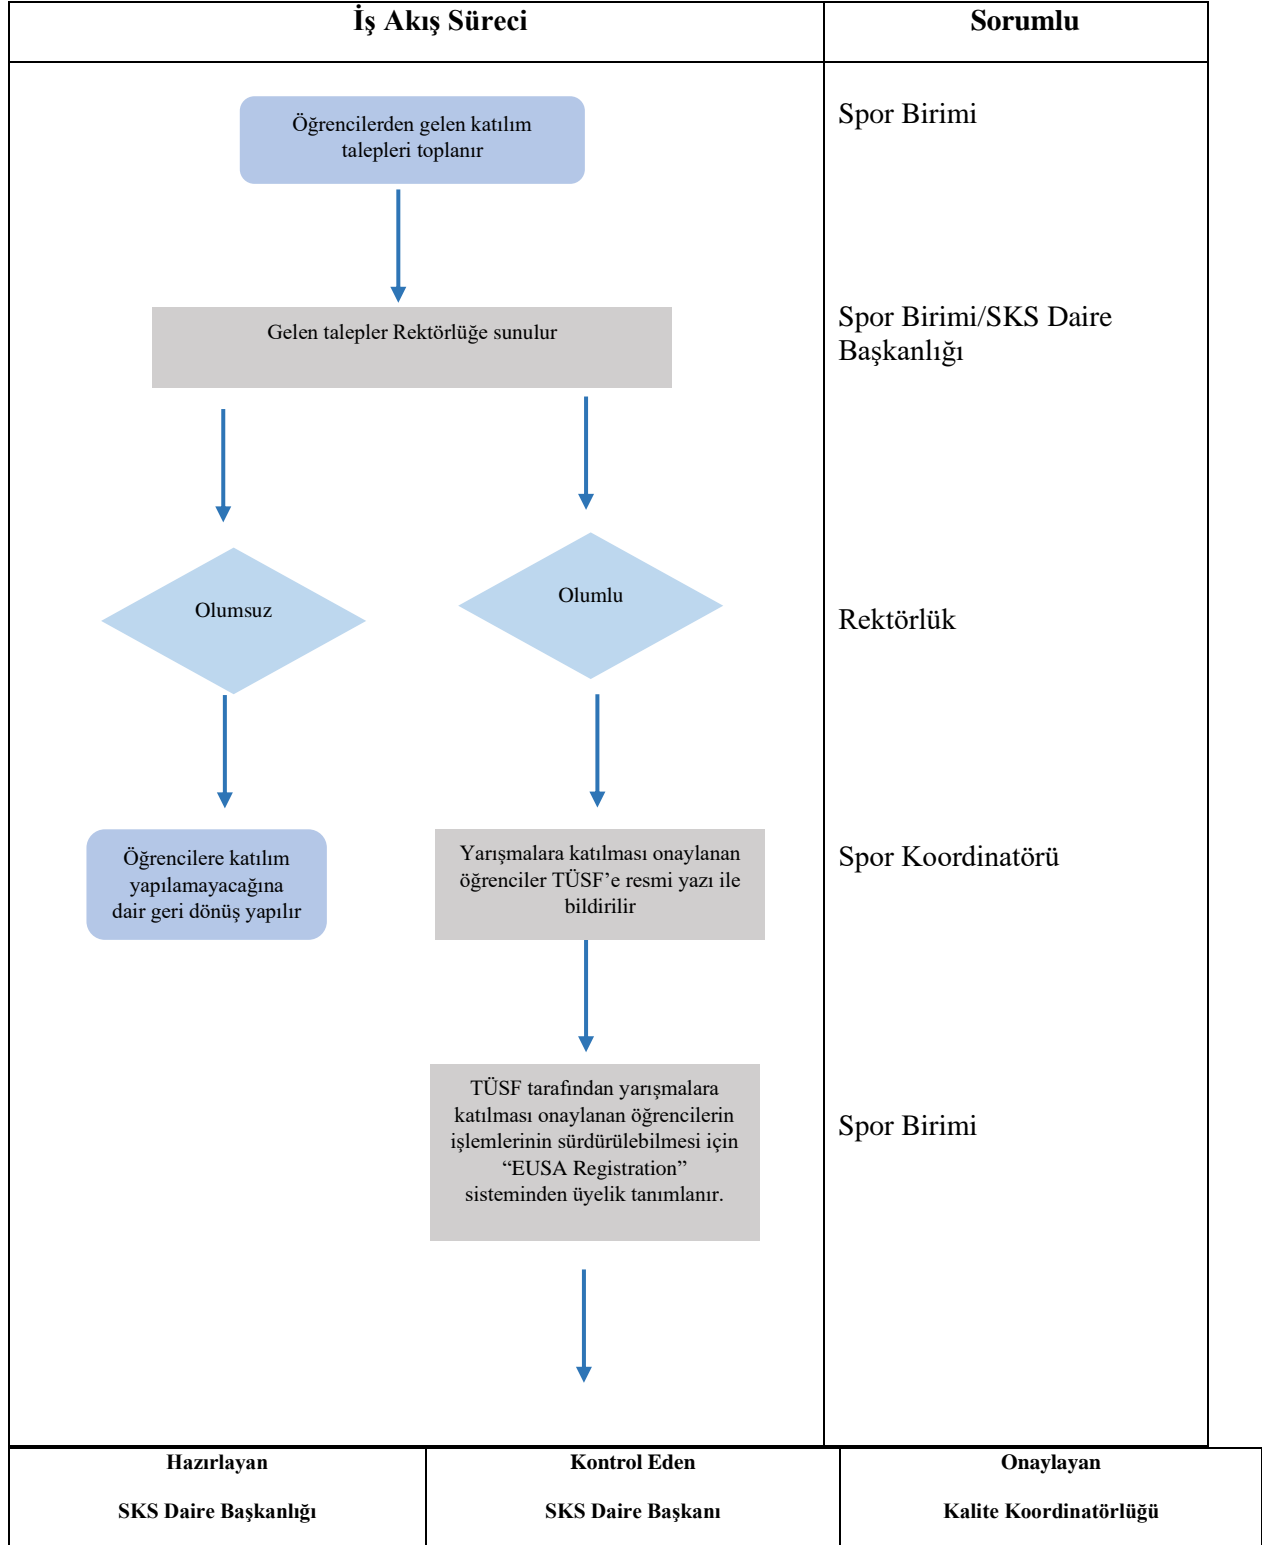 İş Akış Süreci
Sorumlu
Öğrencilerden gelen katılım
talepleri toplanır
Spor Birimi
Gelen talepler Rektörlüğe sunulur
Spor Birimi/SKS Daire
Başkanlığı
Olumsuz
Olumlu
Rektörlük
Öğrencilere katılım
yapılamayacağına
dair geri dönüş yapılır
Yarışmalara katılması onaylanan
öğrenciler TÜSF’e resmi yazı ile
bildirilir
Spor Koordinatörü
TÜSF tarafından yarışmalara
katılması onaylanan öğrencilerin
işlemlerinin sürdürülebilmesi için
“EUSA Registration”
sisteminden üyelik tanımlanır.
Spor Birimi
Hazırlayan
SKS Daire Başkanlığı
Kontrol Eden
SKS Daire Başkanı
Onaylayan
Kalite Koordinatörlüğü